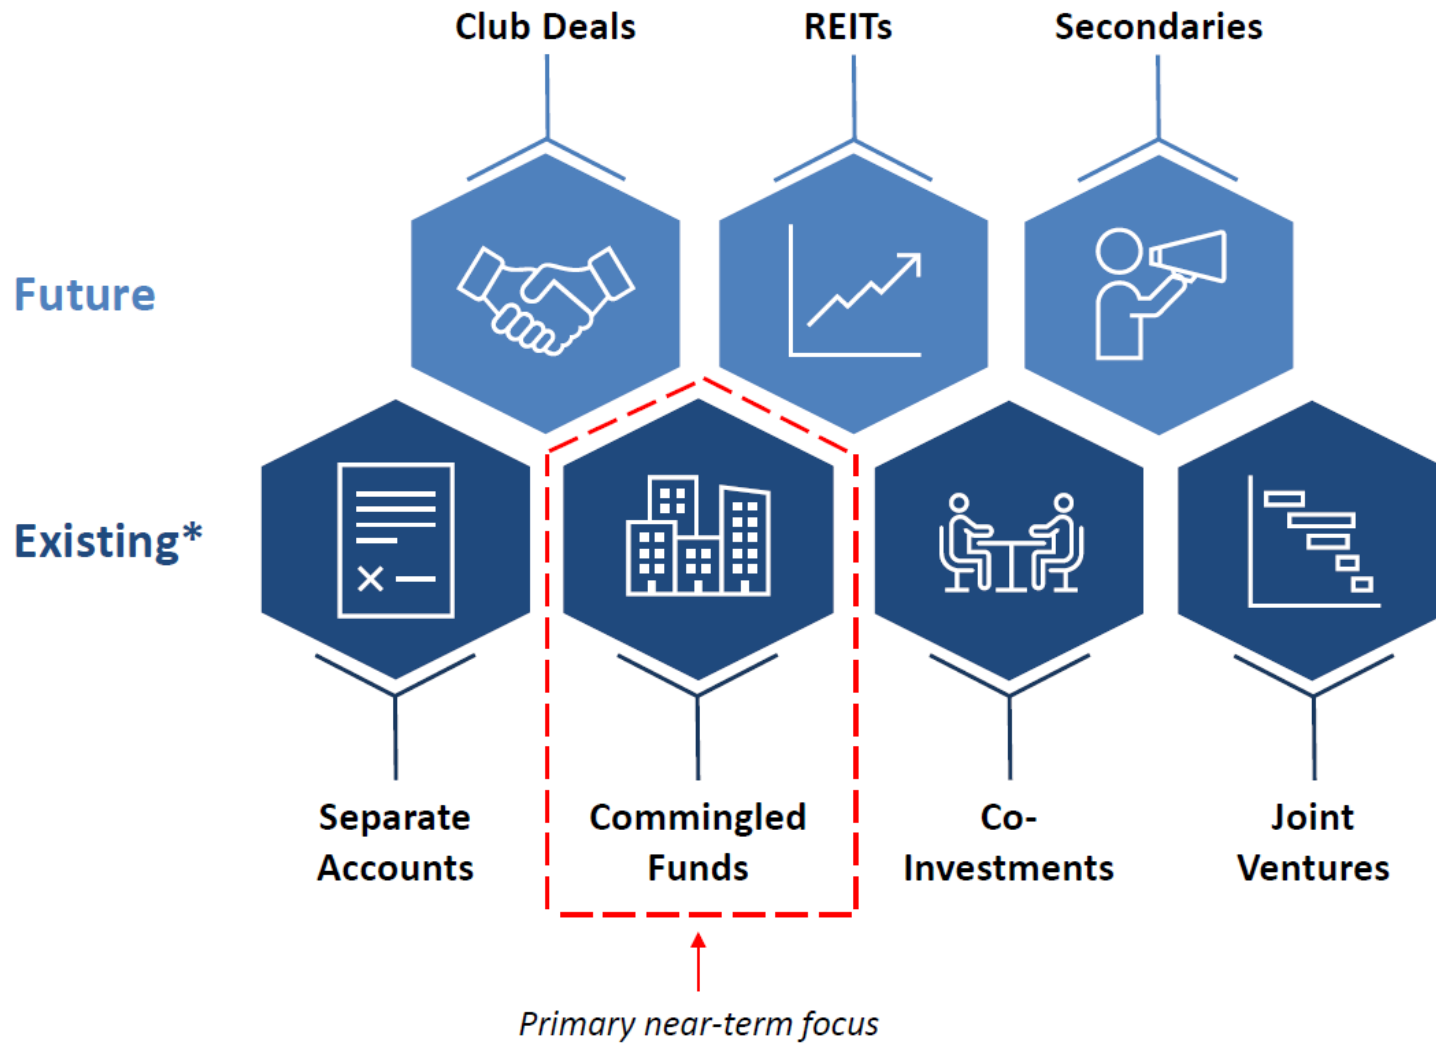 Club Deals
REITs
Secondaries
Future
Existing*
Separate
Accounts
Commingled
Funds
Co-
Investments
Joint
Ventures
Primary near-term focus